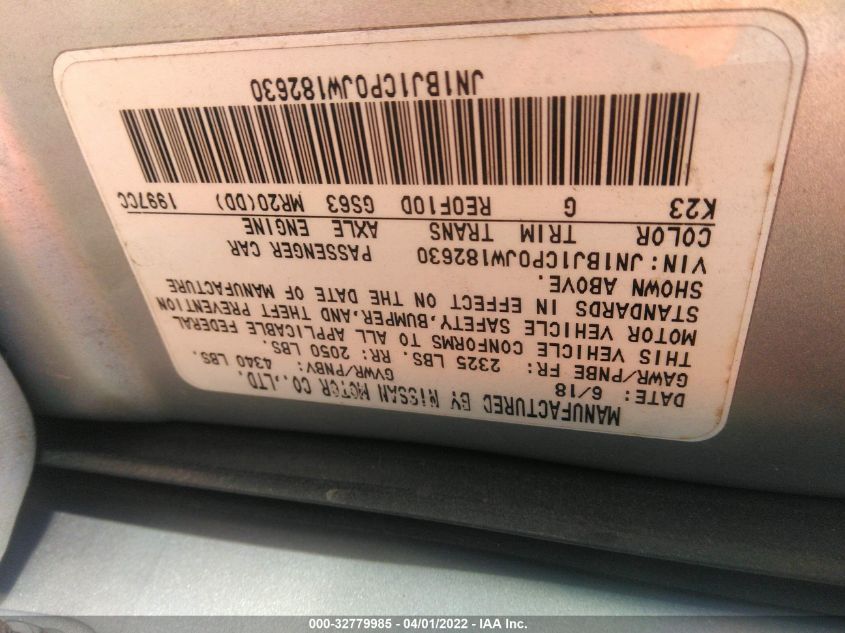 MANUFACTURED BY NISSAN MOTOR CO.,LTD.
DATE: 6/18 GVWR/PNBV: 4340 LBS.
GAWR/PNBE FR: 2325 LBS. RR: 2050 LBS.
THIS VEHICLE CONFORMS TO ALL APPLICABLE FEDERAL
MOTOR VEHICLE SAFETY,BUMPER,AND THEFT PREVENTION
STANDARDS IN EFFECT ON THE DATE OF MANUFACTURE
SHOWN ABOVE.
VIN: JN1BJ1CP0JW182630 PASSENGER CAR
COLOR TRIM TRANS AXLE ENGINE
K23 G RE0F10D GS63 MR20(DD) 1997CC
JN1BJ1CP0JW182630
000-32779985 - 04/01/2022 - IAA Inc.